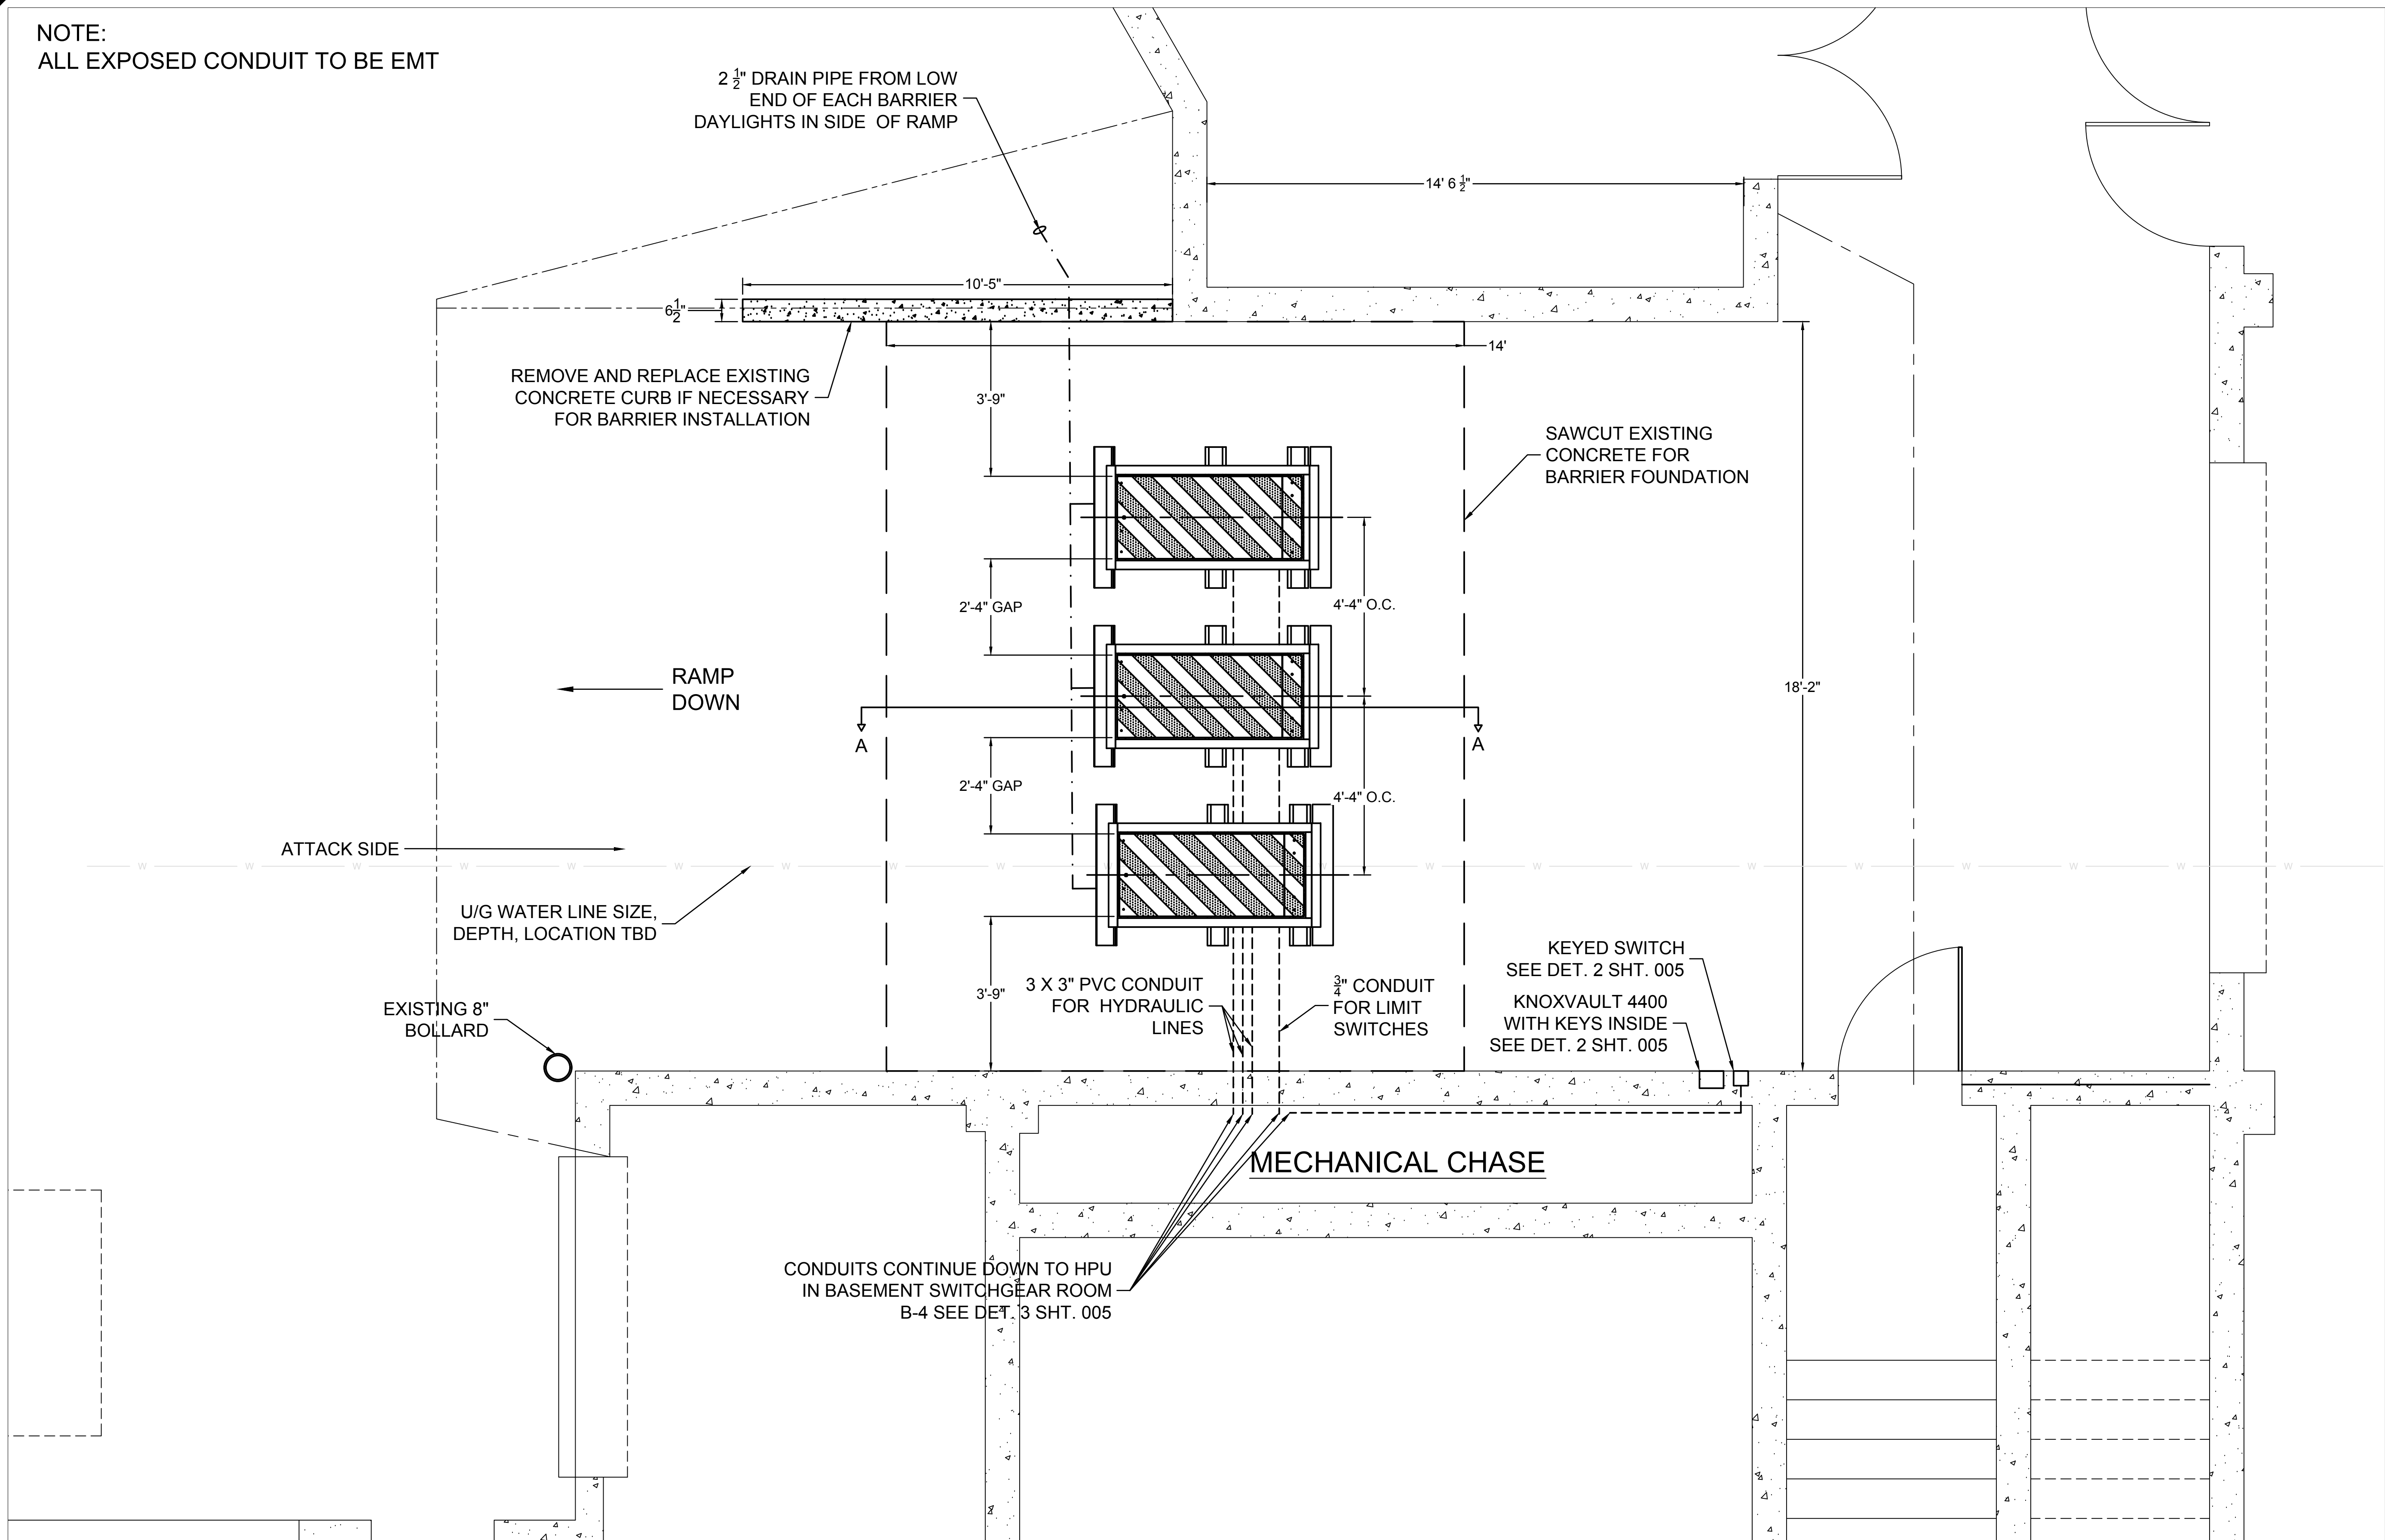 NOTE:
ALL EXPOSED CONDUIT TO BE EMT
2 1/2" DRAIN PIPE FROM LOW
END OF EACH BARRIER
DAYLIGHTS IN SIDE OF RAMP
14' 6 1/2"
10'-5"
6 1/2"
14'
REMOVE AND REPLACE EXISTING
CONCRETE CURB IF NECESSARY
FOR BARRIER INSTALLATION
3'-9"
SAWCUT EXISTING
CONCRETE FOR
BARRIER FOUNDATION
2'-4" GAP
4'-4" O.C.
RAMP
DOWN
18'-2"
A
A
2'-4" GAP
4'-4" O.C.
ATTACK SIDE
W W W W W W W W W W W W W W W W W W W
U/G WATER LINE SIZE,
DEPTH, LOCATION TBD
KEYED SWITCH
SEE DET. 2 SHT. 005
3'-9"
3 X 3" PVC CONDUIT
FOR HYDRAULIC
LINES
3/4" CONDUIT
FOR LIMIT
SWITCHES
KNOXVAULT 4400
WITH KEYS INSIDE
SEE DET. 2 SHT. 005
EXISTING 8"
BOLLARD
MECHANICAL CHASE
CONDUITS CONTINUE DOWN TO HPU
IN BASEMENT SWITCHGEAR ROOM
B-4 SEE DET. 3 SHT. 005